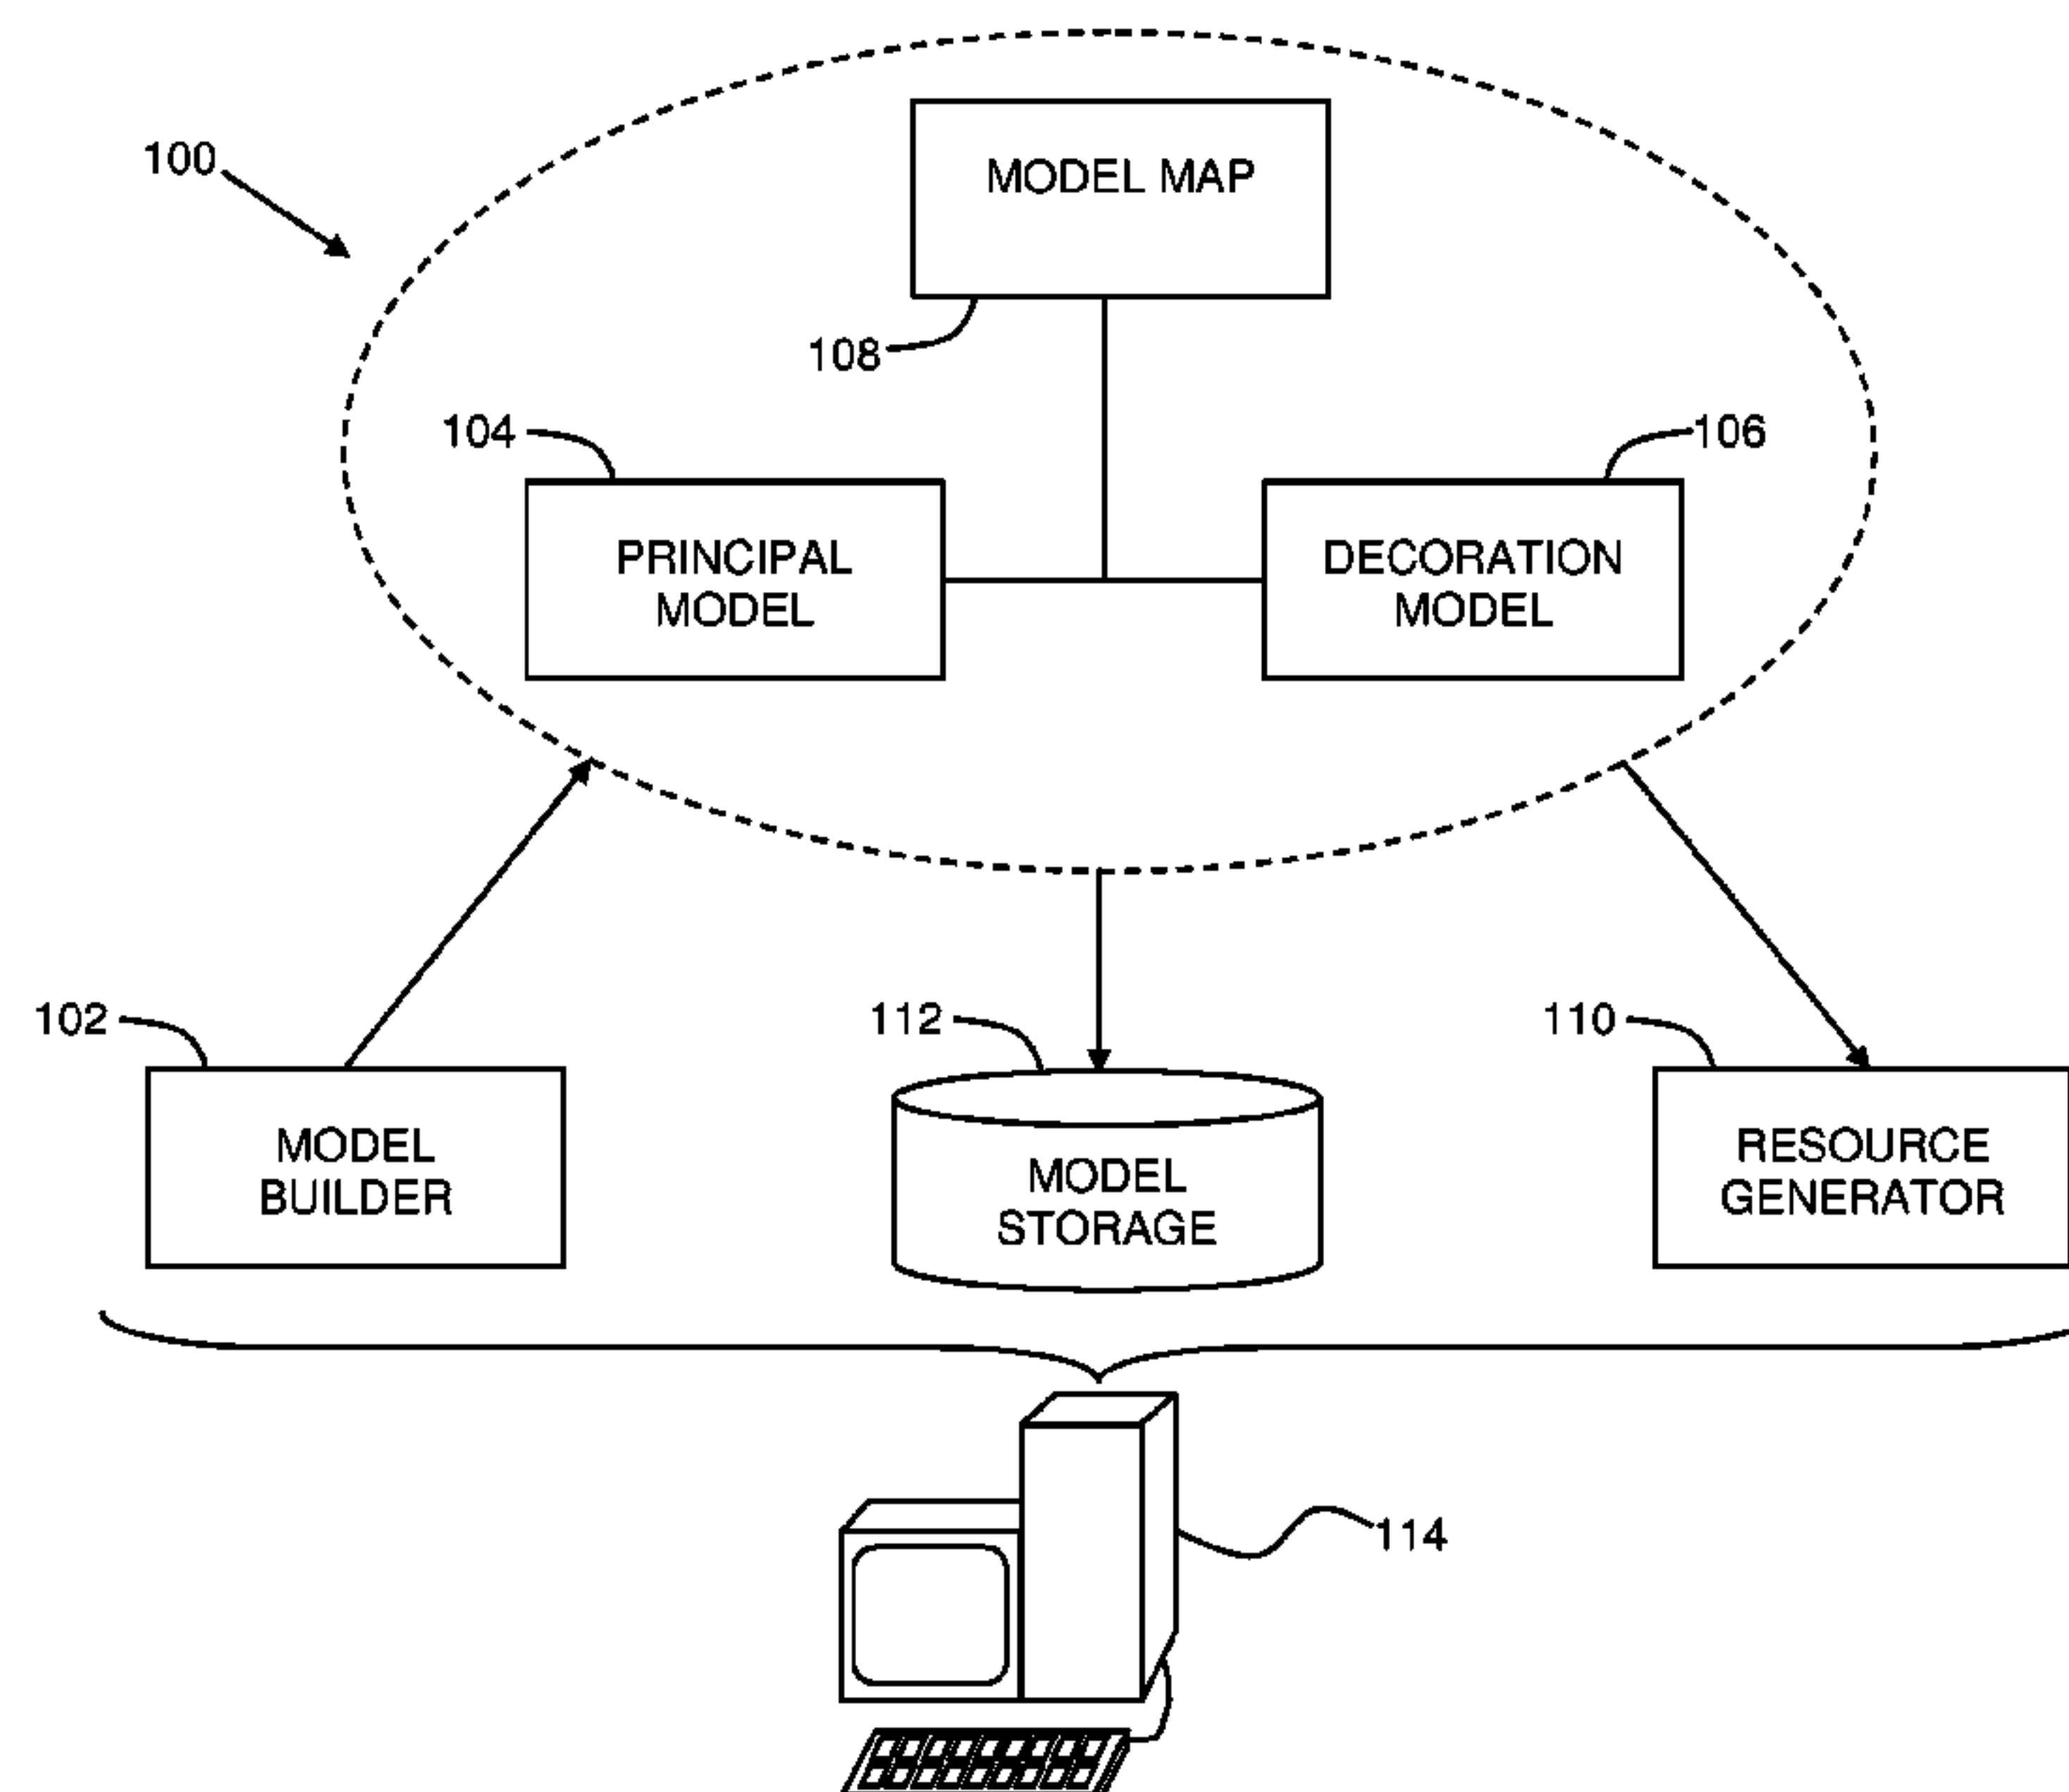 100
MODEL MAP
108
104
106
PRINCIPAL
MODEL
DECORATION
MODEL
102
112
110
MODEL
BUILDER
MODEL
STORAGE
RESOURCE
GENERATOR
114